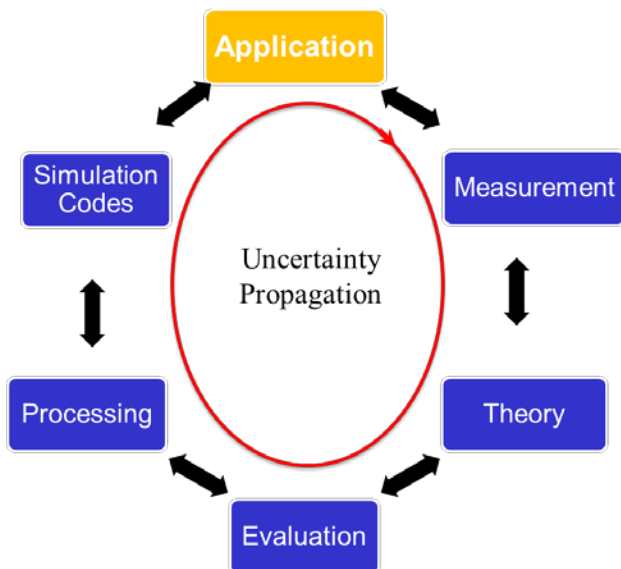 Application
Simulation
Codes
Measurement
Uncertainty
Propagation
Processing
Theory
Evaluation